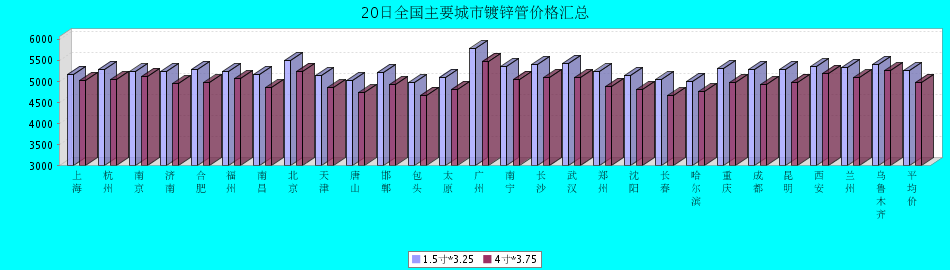 20日全国主要城市镀锌管价格汇总
6000
5500
5000
4500
4000
3500
3000
上海 杭州 南京 济南 合肥 福州 南昌 北京 天津 唐山 邯郸 包头 太原 广州 南宁 长沙 武汉 郑州 沈阳 长春 哈尔滨 重庆 成都 昆明 西安 兰州 乌鲁木齐 平均价
1.5寸*3.25 4寸*3.75